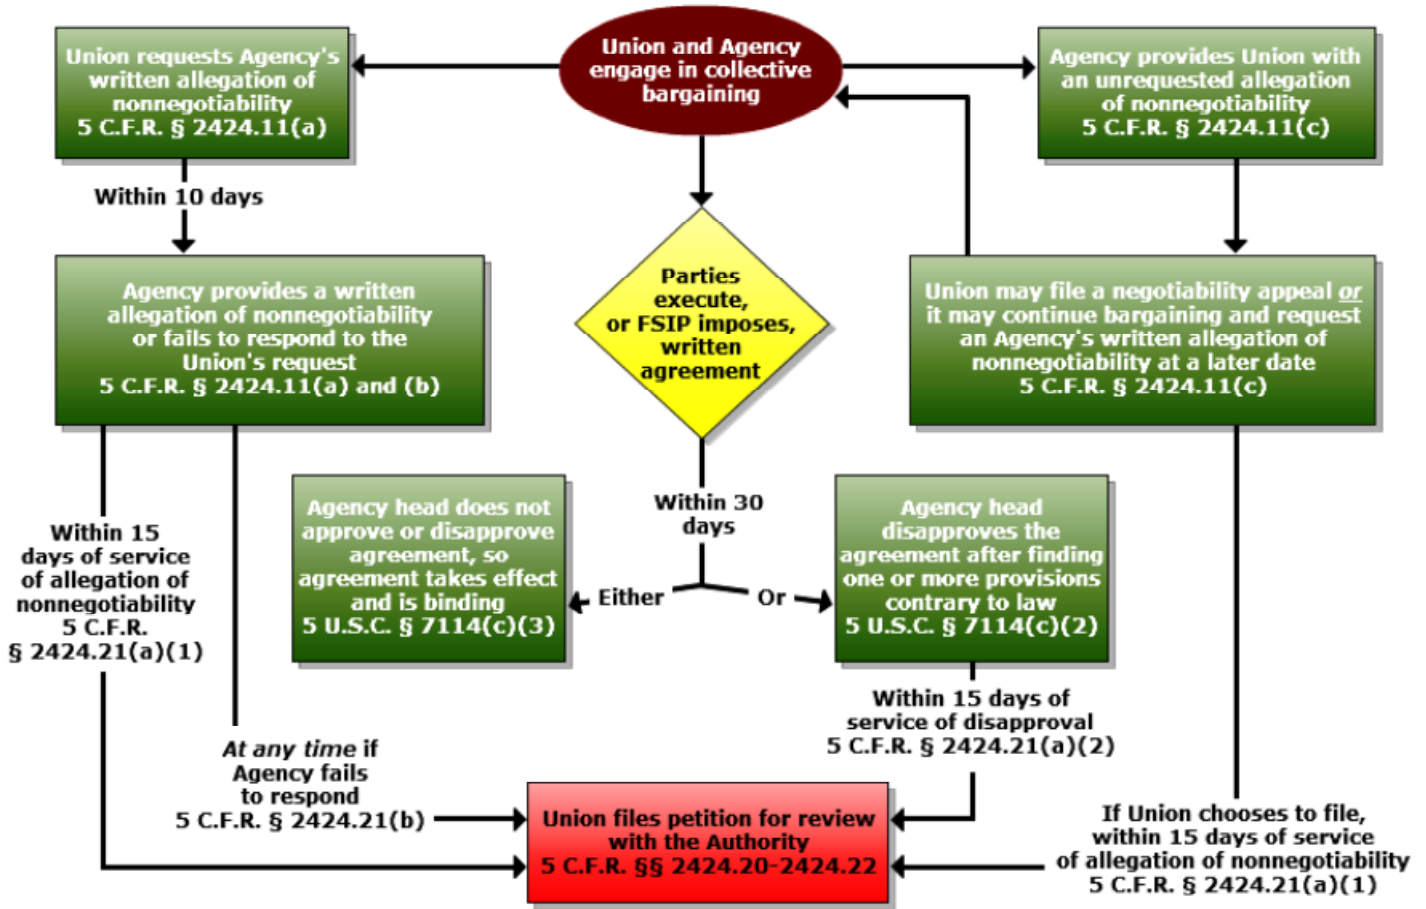 Union requests Agency's
written allegation of
nonnegotiability
5 C.F.R. § 2424.11(a)
Union and Agency
engage in collective
bargaining
Agency provides Union with
an unrequested allegation
of nonnegotiability
5 C.F.R. § 2424.11(c)
Within 10 days
Agency provides a written
allegation of nonnegotiability
or fails to respond to the
Union's request
5 C.F.R. § 2424.11(a) and (b)
Parties
execute,
or FSIP imposes,
written
agreement
Union may file a negotiability appeal or
it may continue bargaining and request
an Agency's written allegation of
nonnegotiability at a later date
5 C.F.R. § 2424.11(c)
Within 15
days of service
of allegation of
nonnegotiability
5 C.F.R.
§ 2424.21(a)(1)
Agency head does not
approve or disapprove
agreement, so
agreement takes effect
and is binding
5 U.S.C. § 7114(c)(3)
Within 30
days
Either
Or
Agency head
disapproves the
agreement after finding
one or more provisions
contrary to law
5 U.S.C. § 7114(c)(2)
At any time if
Agency fails
to respond
5 C.F.R. § 2424.21(b)
Within 15 days of
service of disapproval
5 C.F.R. § 2424.21(a)(2)
Union files petition for review
with the Authority
5 C.F.R. §§ 2424.20-2424.22
If Union chooses to file,
within 15 days of service
of allegation of nonnegotiability
5 C.F.R. § 2424.21(a)(1)